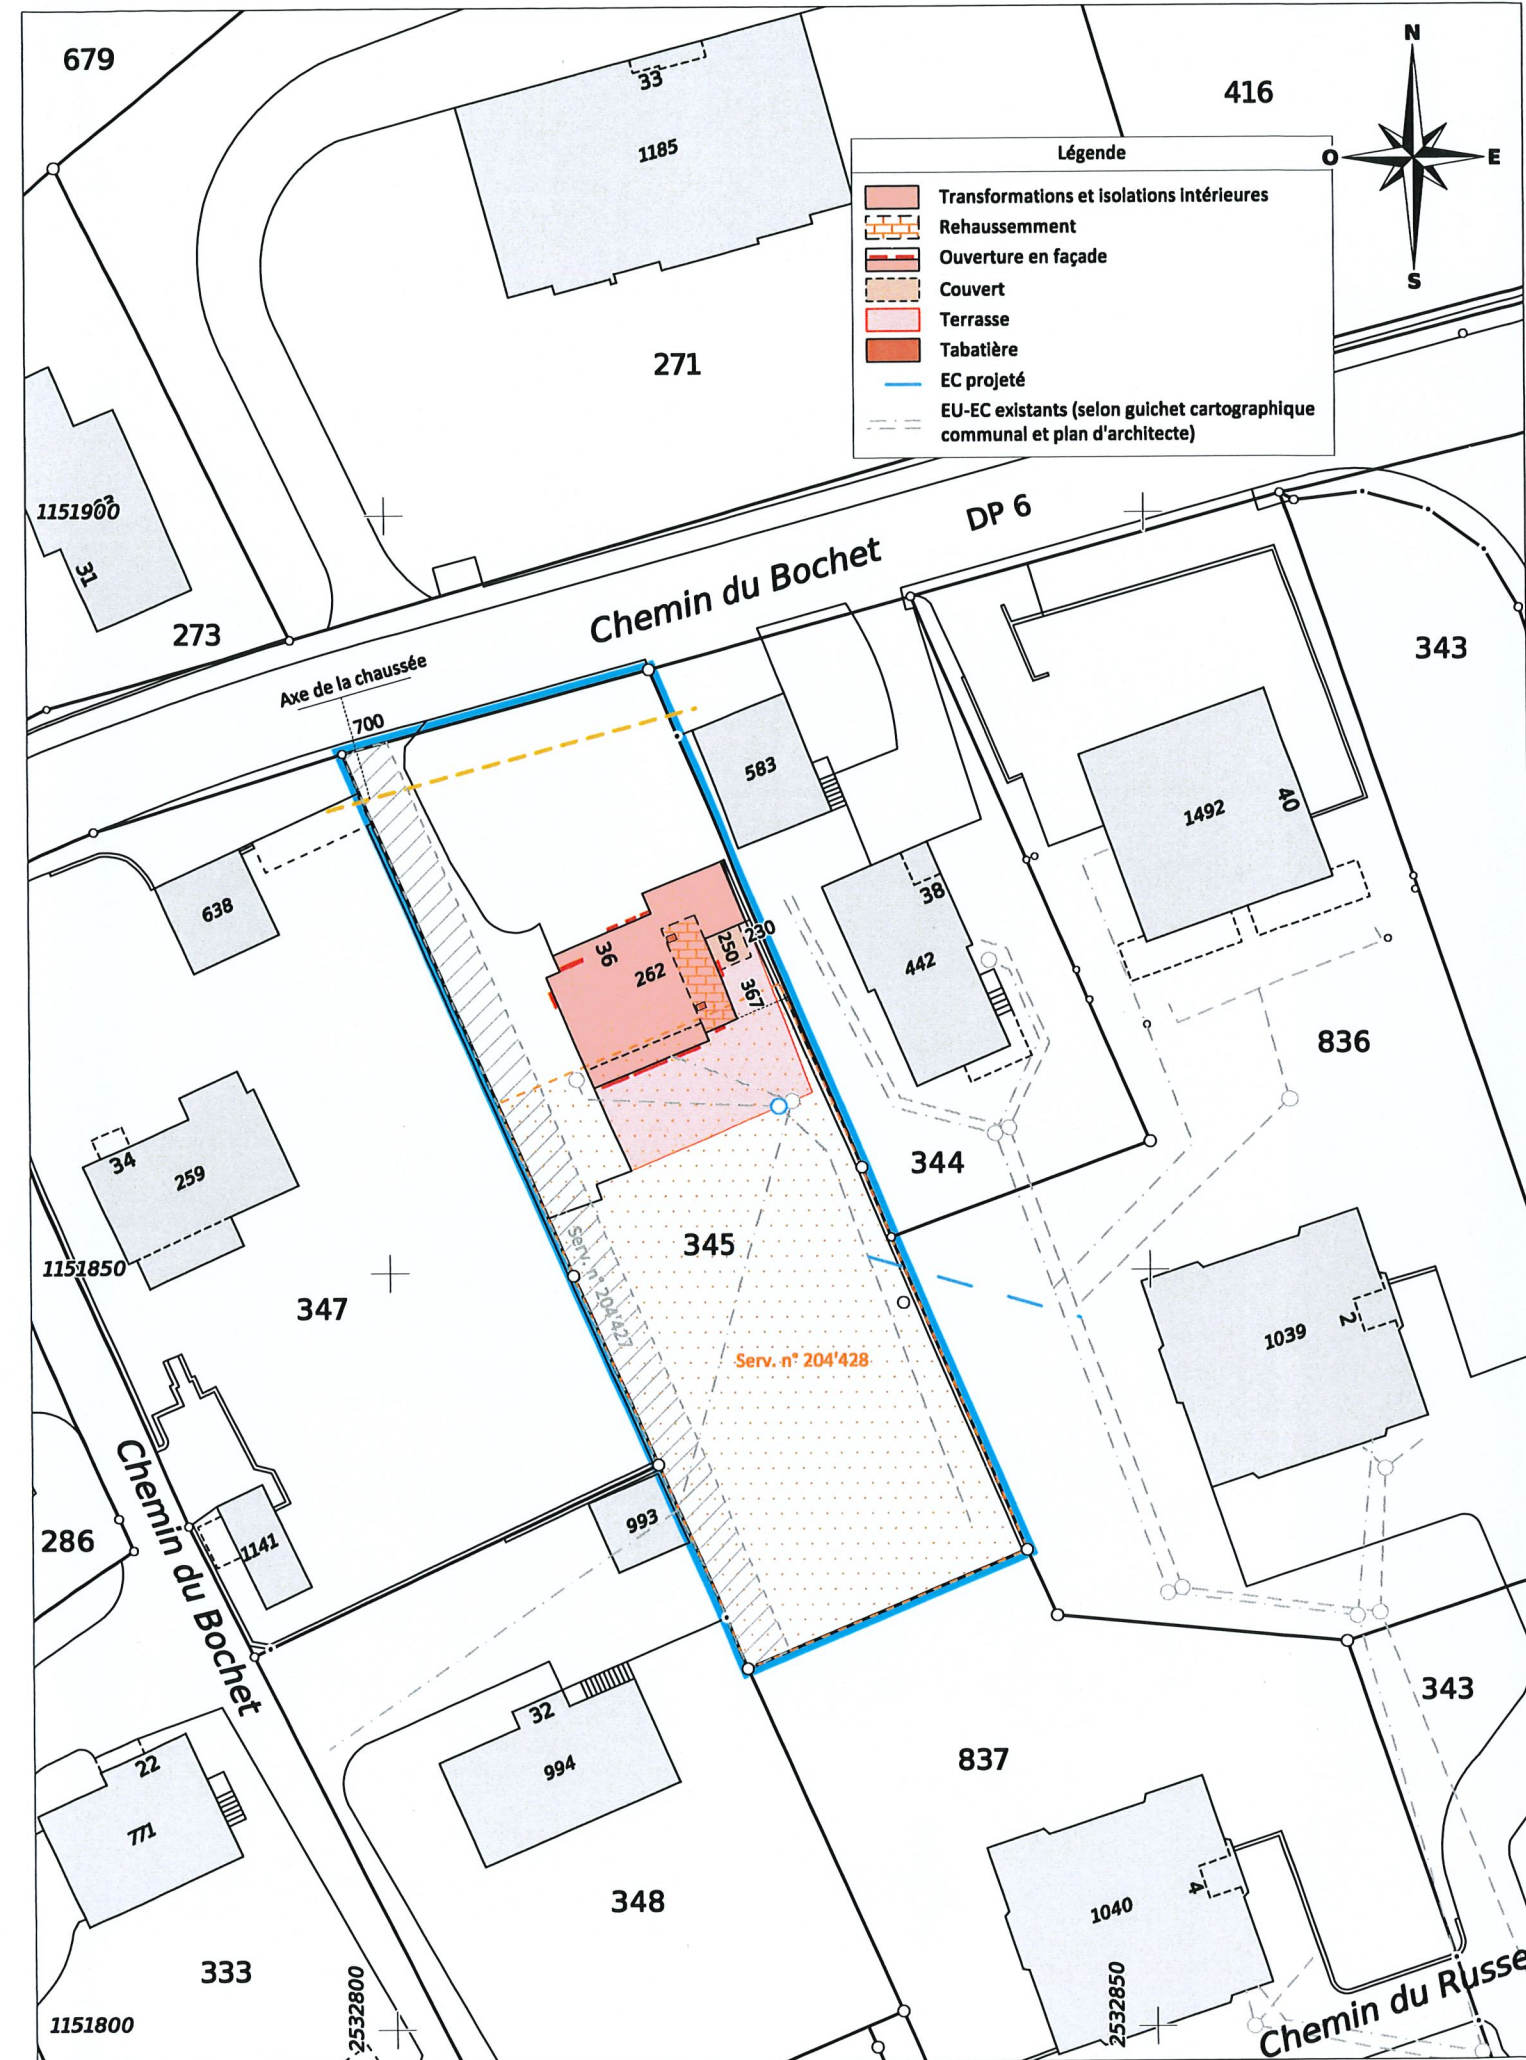 679
33
1185
416
N
O
E
S
Légende
Transformations et isolations intérieures
Rehaussemment
Ouverture en façade
Couvert
Terrasse
Tabatière
EC projeté
EU-EC existants (selon guichet cartographique
communal et plan d'architecte)
271
1151900
63
31
273
DP 6
Chemin du Bochet
343
Axe de la chaussée
700
583
1492
40
638
38
442
36
262
250
230
367
836
34
259
344
1151850
347
345
Serv. n° 204'427
Serv. n° 204'428
1039
2
Chemin du Bochet
286
1141
993
343
32
994
22
771
837
348
1040
4
333
2532800
2532850
1151800
Chemin du Russe